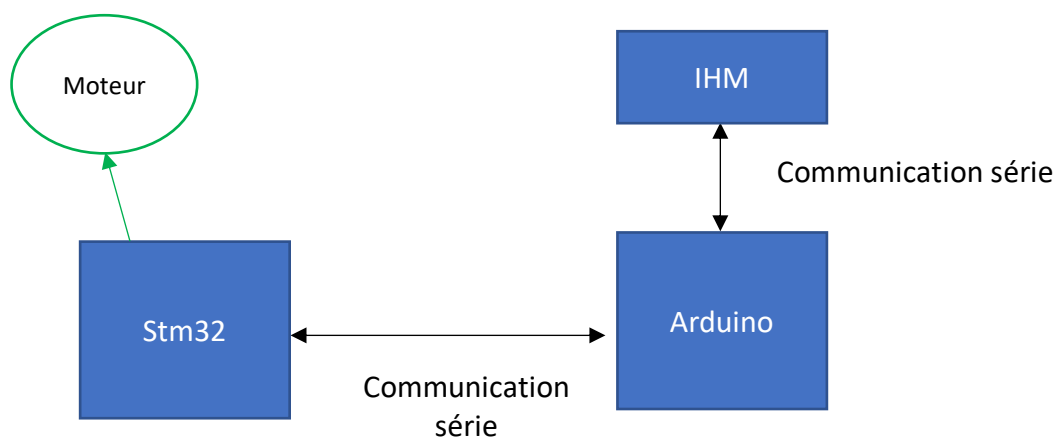 Moteur
IHM
Communication série
Stm32
Arduino
Communication
série